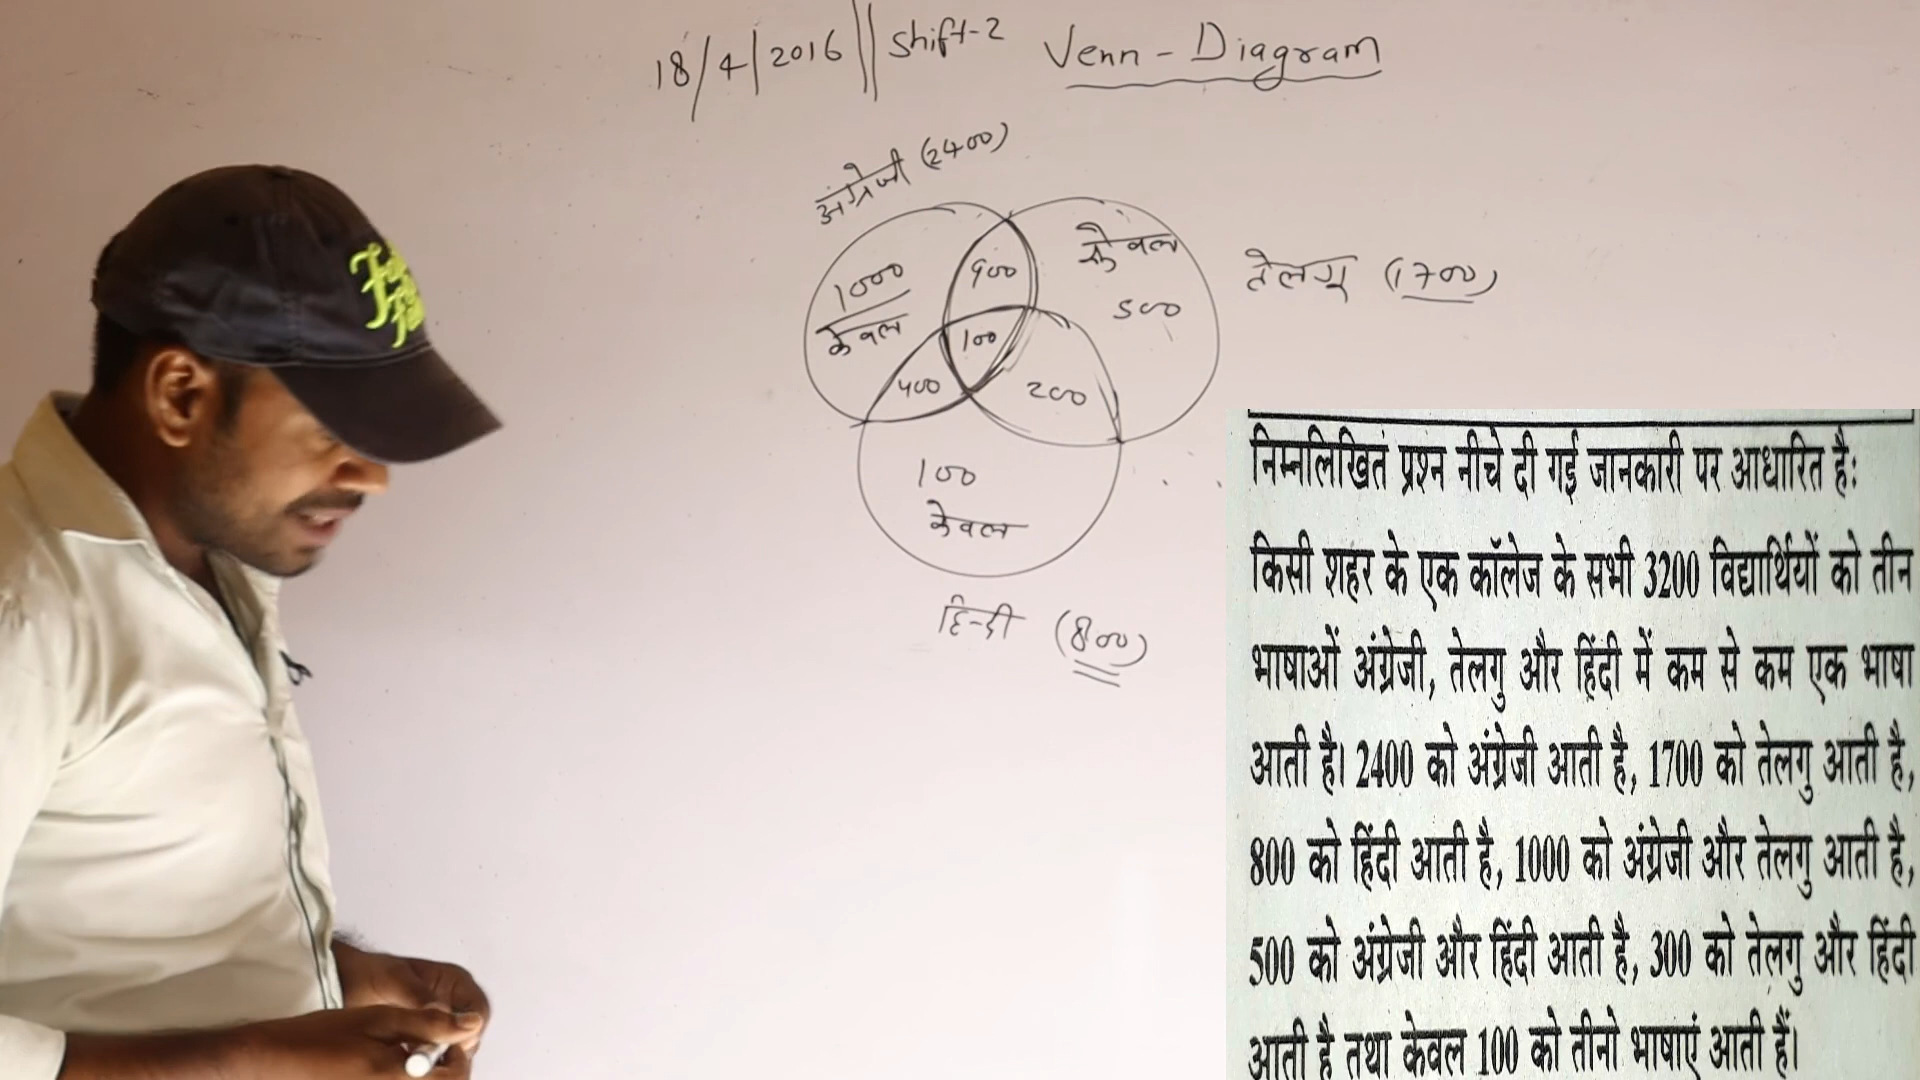 18/4/2016 || Shift-2 Venn-Diagram
अंग्रेजी (2400)
1000
केवल
900
केवल
500
तेलगू (1700)
100
400
200
100
केवल
हिन्दी (800)
निम्नलिखित प्रश्न नीचे दी गई जानकारी पर आधारित है:
किसी शहर के एक कॉलेज के सभी 3200 विद्यार्थियों को तीन
भाषाओं अंग्रेजी, तेलगु और हिंदी में कम से कम एक भाषा
आती है। 2400 को अंग्रेजी आती है, 1700 को तेलगु आती है,
800 को हिंदी आती है, 1000 को अंग्रेजी और तेलगु आती है,
500 को अंग्रेजी और हिंदी आती है, 300 को तेलगु और हिंदी
आती है तथा केवल 100 को तीनो भाषाएं आती हैं।